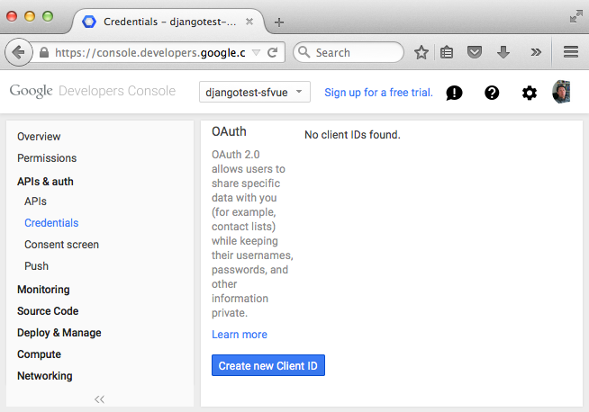 Credentials – djangotest-...
https://console.developers.google.c
Search
Google Developers Console
djangotest-sfvue
Sign up for a free trial.
Overview
Permissions
APIs & auth
APIs
Credentials
Consent screen
Push
Monitoring
Source Code
Deploy & Manage
Compute
Networking
OAuth
OAuth 2.0
allows users to
share specific
data with you
(for example,
contact lists)
while keeping
their usernames,
passwords, and
other
information
private.
Learn more
Create new Client ID
No client IDs found.